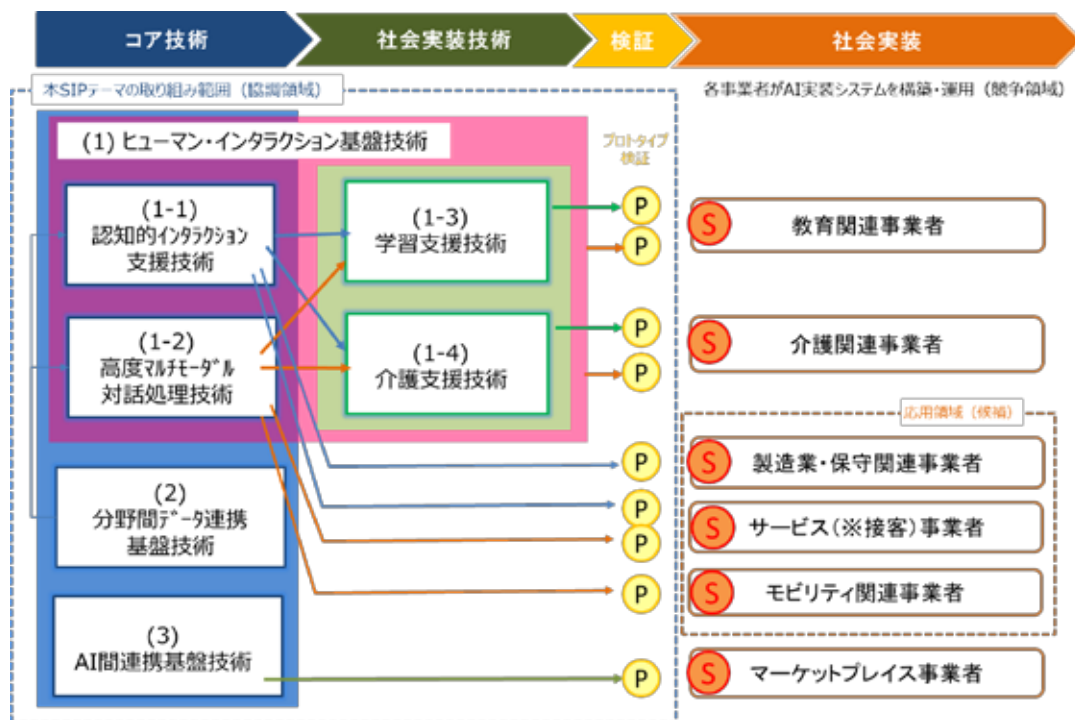 コア技術
社会実装技術
検証
社会実装
本SIPテーマの取り組み範囲（協調領域）
各事業者がAI実装システムを構築・運用（競争領域）
(1) ヒューマン・インタラクション基盤技術
プロトタイプ
検証
(1-1)
認知的ｲﾝﾀﾗｸｼｮﾝ
支援技術
(1-3)
学習支援技術
P
P
S
教育関連事業者
(1-2)
高度ﾏﾙﾁﾓｰﾀﾞﾙ
対話処理技術
(1-4)
介護支援技術
P
P
S
介護関連事業者
応用領域（候補）
P
S
製造業・保守関連事業者
(2)
分野間ﾃﾞｰﾀ連携
基盤技術
P
P
S
サービス(※接客)事業者
P
S
モビリティ関連事業者
(3)
AI間連携基盤技術
P
S
マーケットプレイス事業者